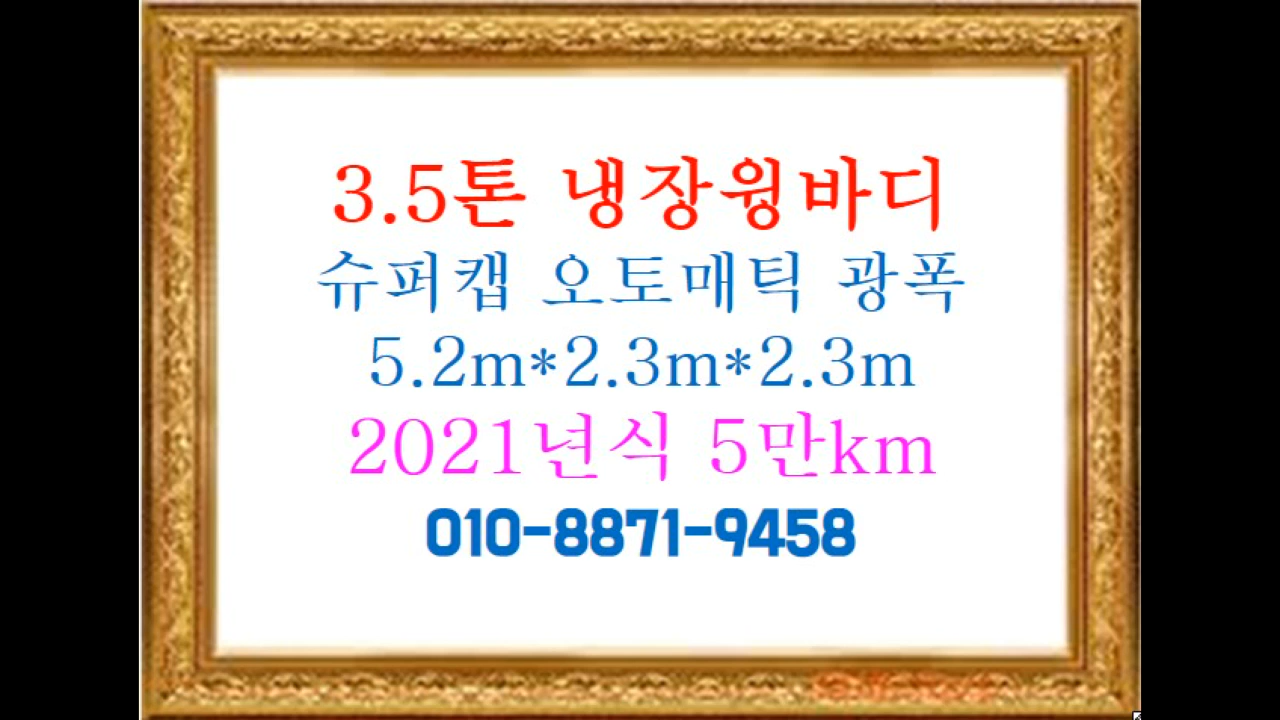 3.5톤 냉장윙바디
슈퍼캡 오토매틱 광폭
5.2m*2.3m*2.3m
2021년식 5만km
010-8871-9458